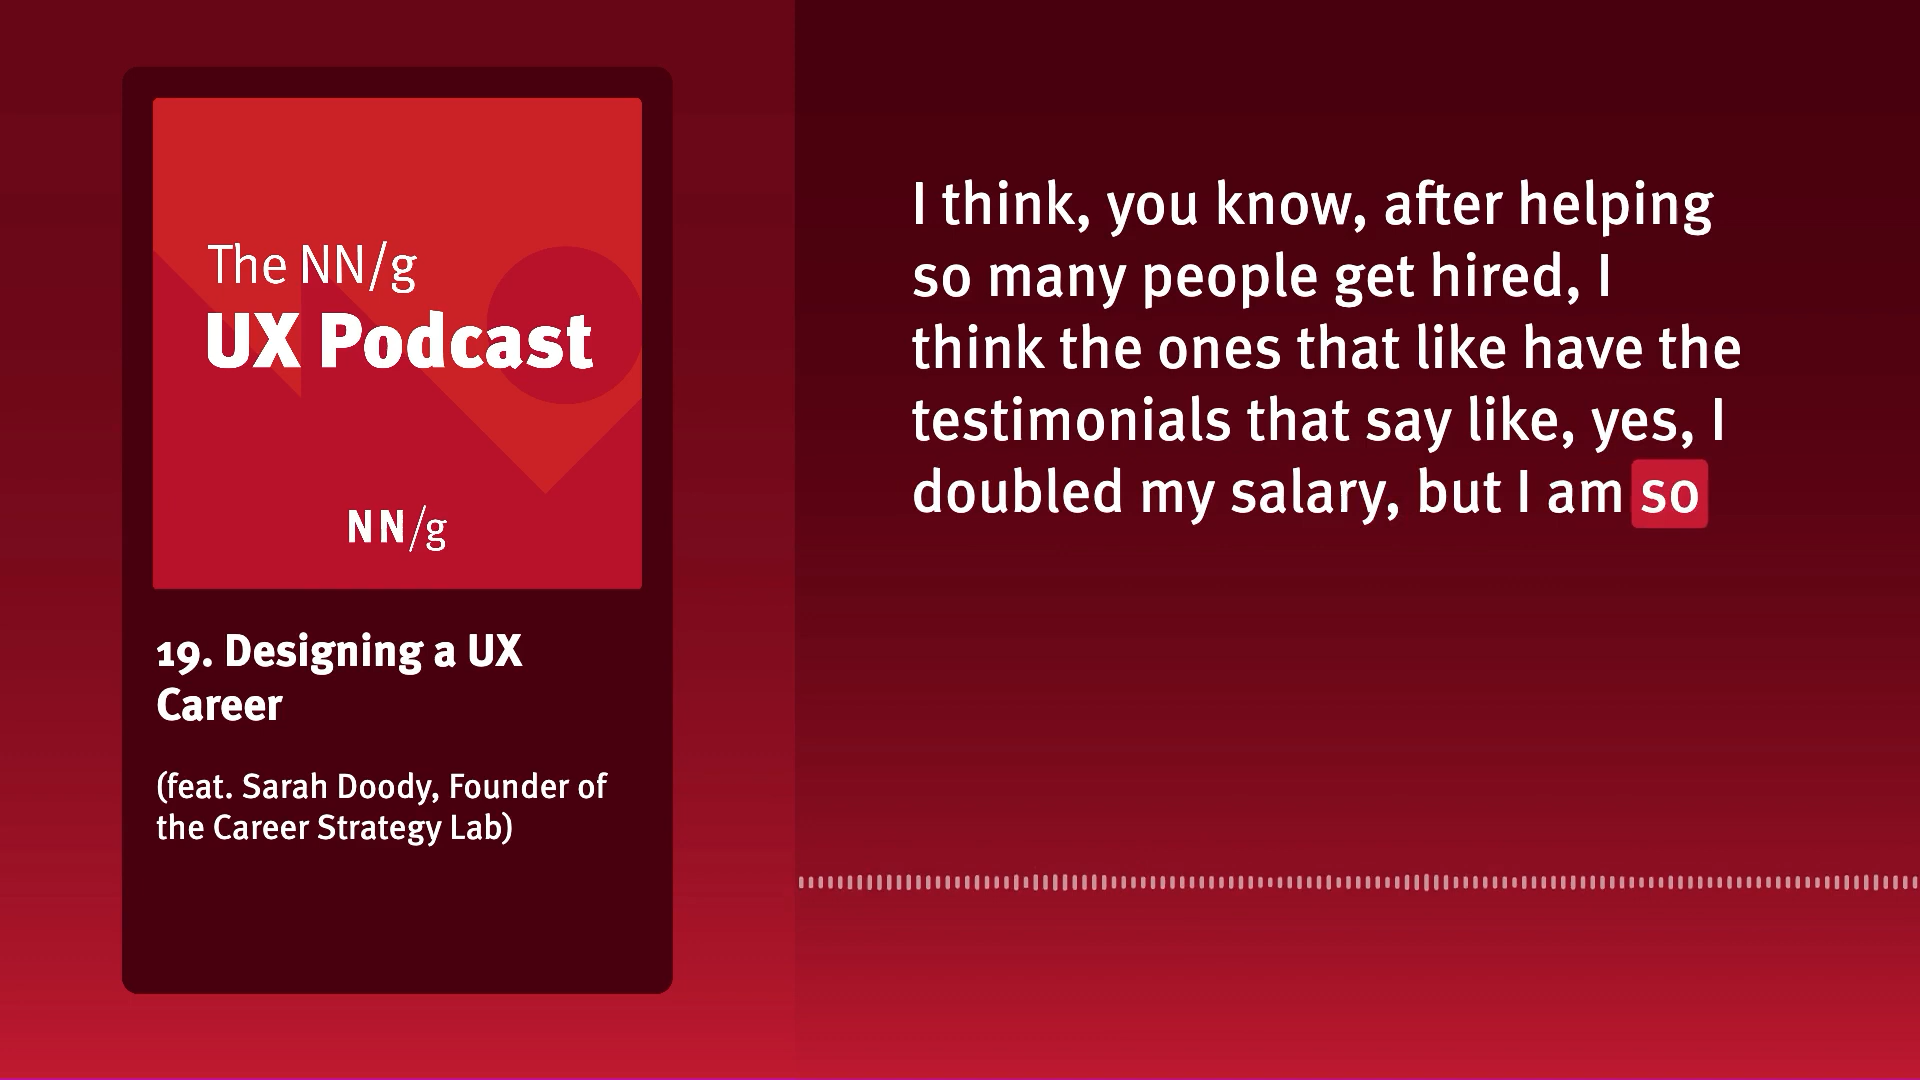 The NN/g
UX Podcast
NN/g
19. Designing a UX
Career
(feat. Sarah Doody, Founder of
the Career Strategy Lab)
I think, you know, after helping
so many people get hired, I
think the ones that like have the
testimonials that say like, yes, I
doubled my salary, but I am so